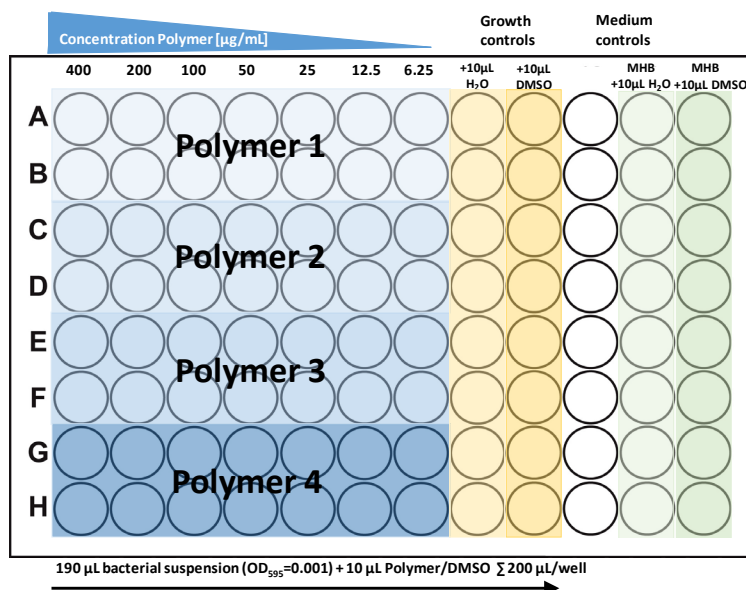 Concentration Polymer [µg/mL]
Growth controls
Medium controls
400 200 100 50 25 12.5 6.25
+10µL H₂O
+10µL DMSO
MHB +10µL H₂O
MHB +10µL DMSO
A
Polymer 1
B
C
Polymer 2
D
E
Polymer 3
F
G
Polymer 4
H
190 µL bacterial suspension (OD₅₉₅=0.001) + 10 µL Polymer/DMSO ∑ 200 µL/well